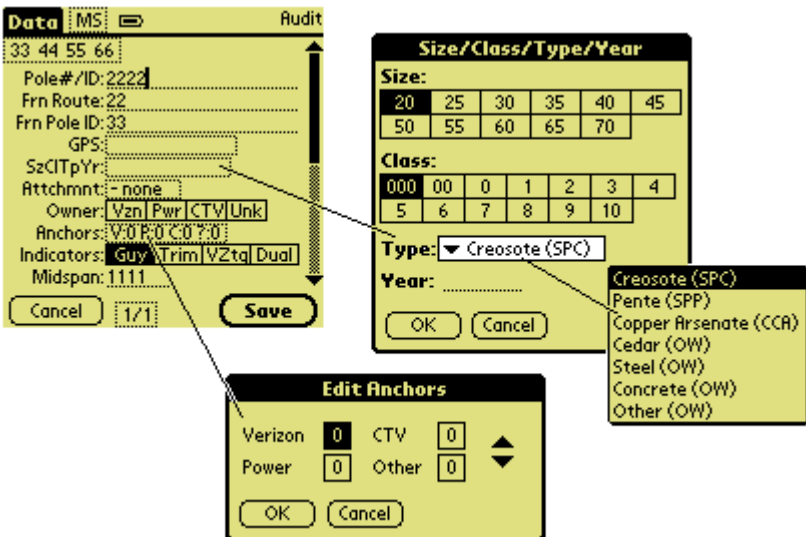 Data MS Audit
33 44 55 66
Pole#/ID: 2222
Frn Route: 22
Frn Pole ID: 33
GPS:
SzClTpYr:
Attchmnt: - none
Owner: Vzn Pwr CTV Unk
Anchors: V:0 P:0 C:0 ?:0
Indicators: Guy Trim VZtg Dual
Midspan: 1111
Cancel 1/1 Save
Size/Class/Type/Year
Size:
20 25 30 35 40 45
50 55 60 65 70
Class:
000 00 0 1 2 3 4
5 6 7 8 9 10
Type: Creosote (SPC)
Year:
OK Cancel
Creosote (SPC)
Pente (SPP)
Copper Arsenate (CCA)
Cedar (OW)
Steel (OW)
Concrete (OW)
Other (OW)
Edit Anchors
Verizon 0 CTV 0
Power 0 Other 0
OK Cancel